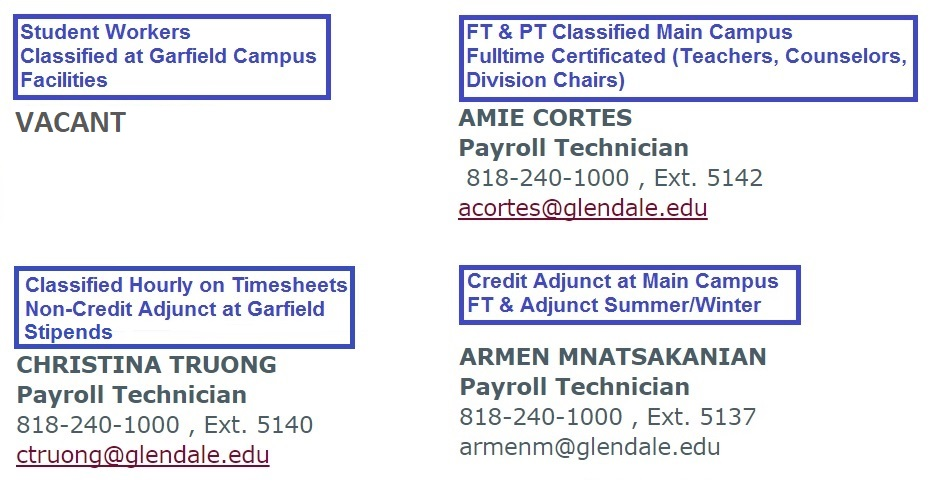 Student Workers
Classified at Garfield Campus
Facilities
VACANT
FT & PT Classified Main Campus
Fulltime Certificated (Teachers, Counselors,
Division Chairs)
AMIE CORTES
Payroll Technician
818-240-1000 , Ext. 5142
acortes@glendale.edu
Classified Hourly on Timesheets
Non-Credit Adjunct at Garfield
Stipends
CHRISTINA TRUONG
Payroll Technician
818-240-1000 , Ext. 5140
ctruong@glendale.edu
Credit Adjunct at Main Campus
FT & Adjunct Summer/Winter
ARMEN MNATSAKANIAN
Payroll Technician
818-240-1000 , Ext. 5137
armenm@glendale.edu